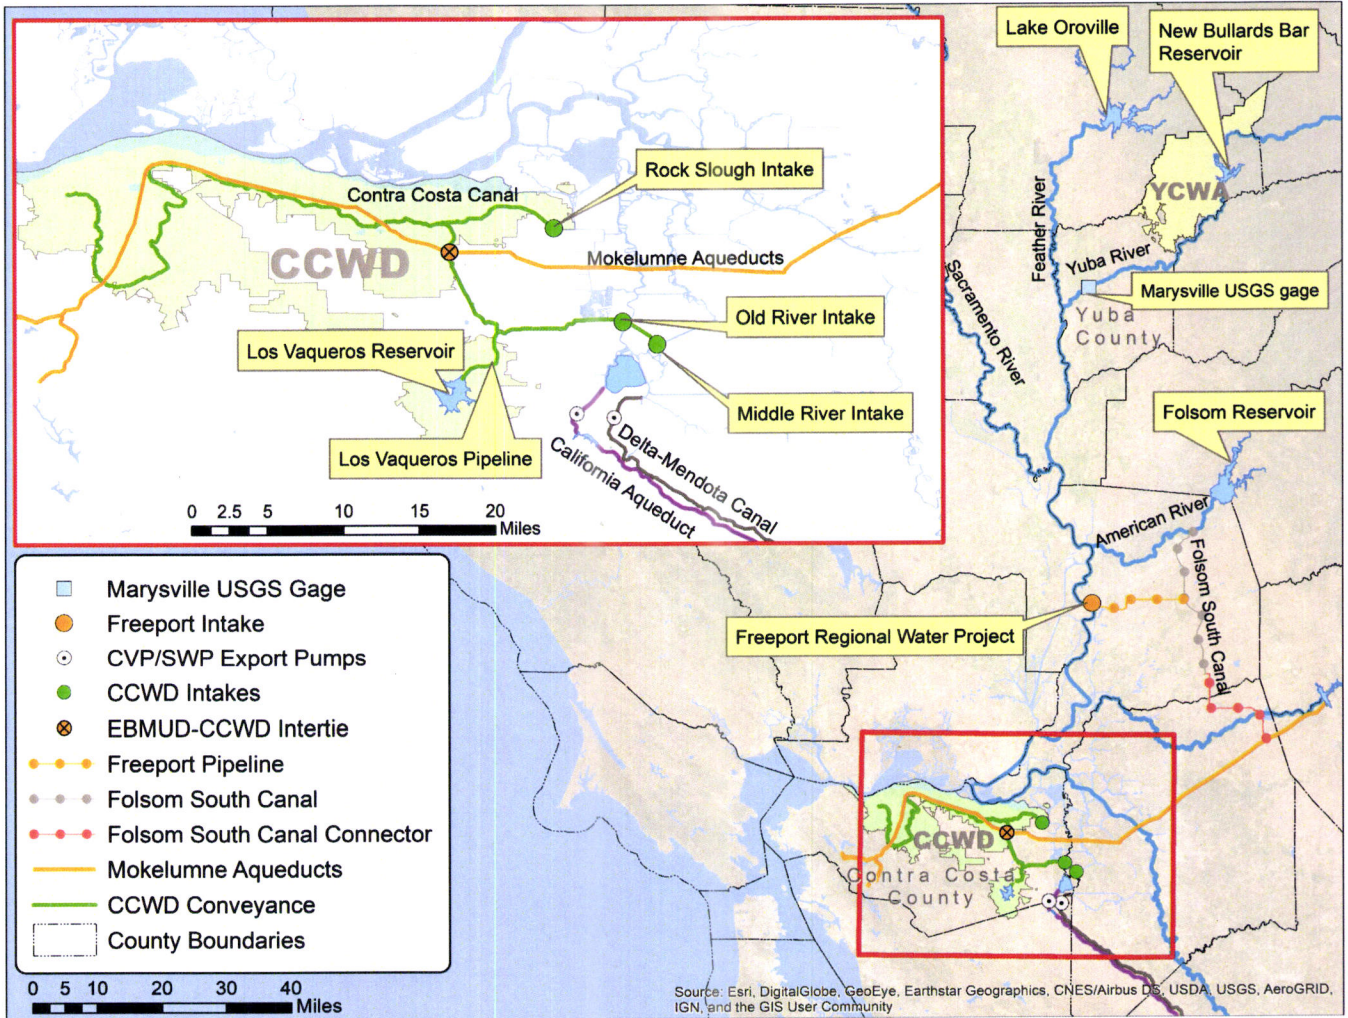 Lake Oroville
New Bullards Bar
Reservoir
Rock Slough Intake
Contra Costa Canal
CCWD
Mokelumne Aqueducts
Old River Intake
Los Vaqueros Reservoir
Middle River Intake
Los Vaqueros Pipeline
Delta-Mendota Canal
California Aqueduct
0 2.5 5 10 15 20
Miles
YCWA
Feather River
Yuba River
Sacramento River
Marysville USGS gage
Yuba
County
Folsom Reservoir
American River
Folsom South Canal
Freeport Regional Water Project
CCWD
Contra Costa
County
Marysville USGS Gage
Freeport Intake
CVP/SWP Export Pumps
CCWD Intakes
EBMUD-CCWD Intertie
Freeport Pipeline
Folsom South Canal
Folsom South Canal Connector
Mokelumne Aqueducts
CCWD Conveyance
County Boundaries
0 5 10 20 30 40
Miles
Source: Esri, DigitalGlobe, GeoEye, Earthstar Geographics, CNES/Airbus DS, USDA, USGS, AeroGRID,
IGN, and the GIS User Community